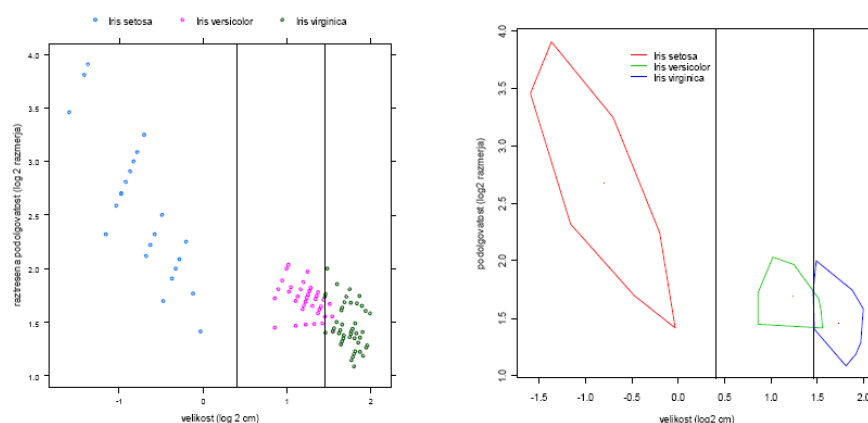 Iris setosa Iris versicolor Iris virginica
raztresena podolgovatost (log 2 razmerja)
4.0
3.5
3.0
2.5
2.0
1.5
1.0
-1 0 1 2
velikost (log 2 cm)
Iris setosa
Iris versicolor
Iris virginica
podolgovatost (log2 razmerja)
4.0
3.5
3.0
2.5
2.0
1.5
1.0
-1.5 -1.0 -0.5 0.0 0.5 1.0 1.5 2.0
velikost (log2 cm)